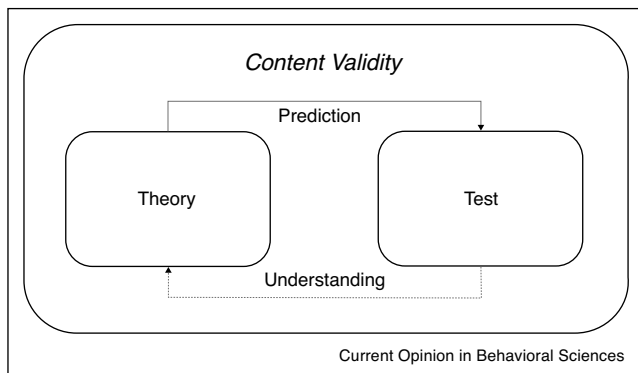 Content Validity
Prediction
Theory
Test
Understanding
Current Opinion in Behavioral Sciences